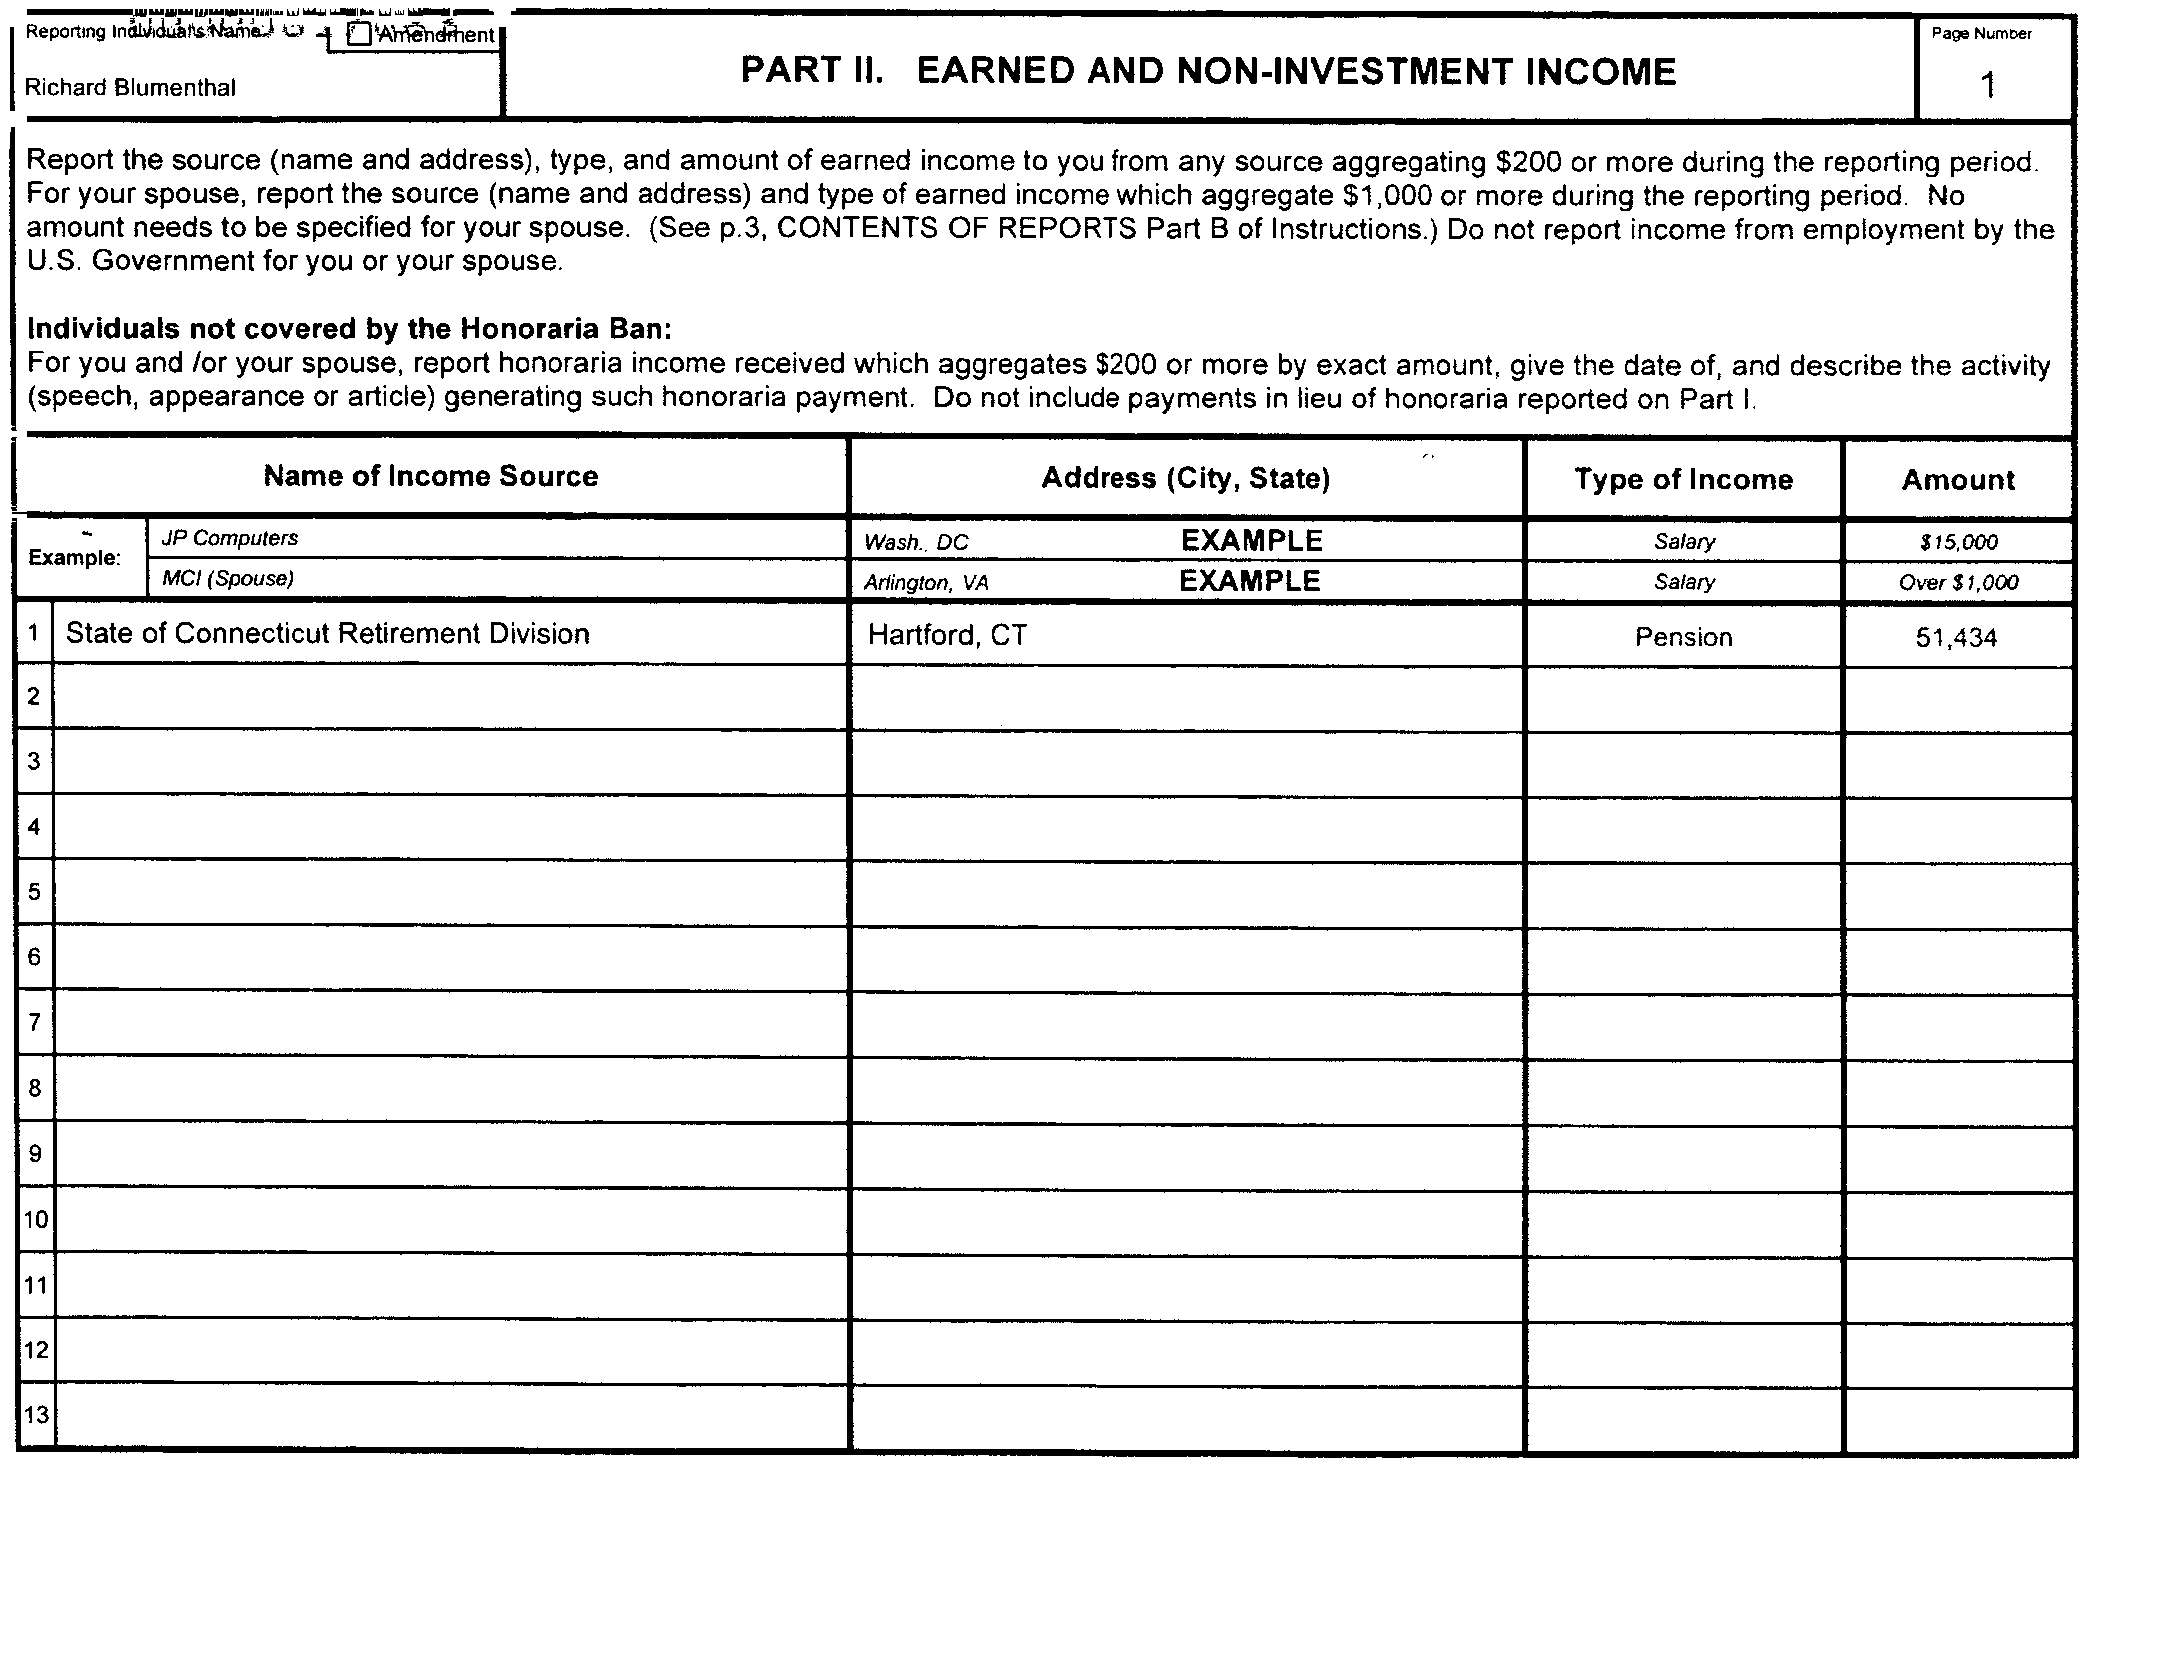 Reporting Individual's Name
Amendment
Richard Blumenthal
PART II. EARNED AND NON-INVESTMENT INCOME
Page Number
1
Report the source (name and address), type, and amount of earned income to you from any source aggregating $200 or more during the reporting period.
For your spouse, report the source (name and address) and type of earned income which aggregate $1,000 or more during the reporting period. No
amount needs to be specified for your spouse. (See p.3, CONTENTS OF REPORTS Part B of Instructions.) Do not report income from employment by the
U.S. Government for you or your spouse.
Individuals not covered by the Honoraria Ban:
For you and /or your spouse, report honoraria income received which aggregates $200 or more by exact amount, give the date of, and describe the activity
(speech, appearance or article) generating such honoraria payment. Do not include payments in lieu of honoraria reported on Part I.
Name of Income Source Address (City, State) Type of Income Amount
Example:
JP Computers Wash., DC EXAMPLE Salary $15,000
MCI (Spouse) Arlington, VA EXAMPLE Salary Over $1,000
1 State of Connecticut Retirement Division Hartford, CT Pension 51,434
2
3
4
5
6
7
8
9
10
11
12
13